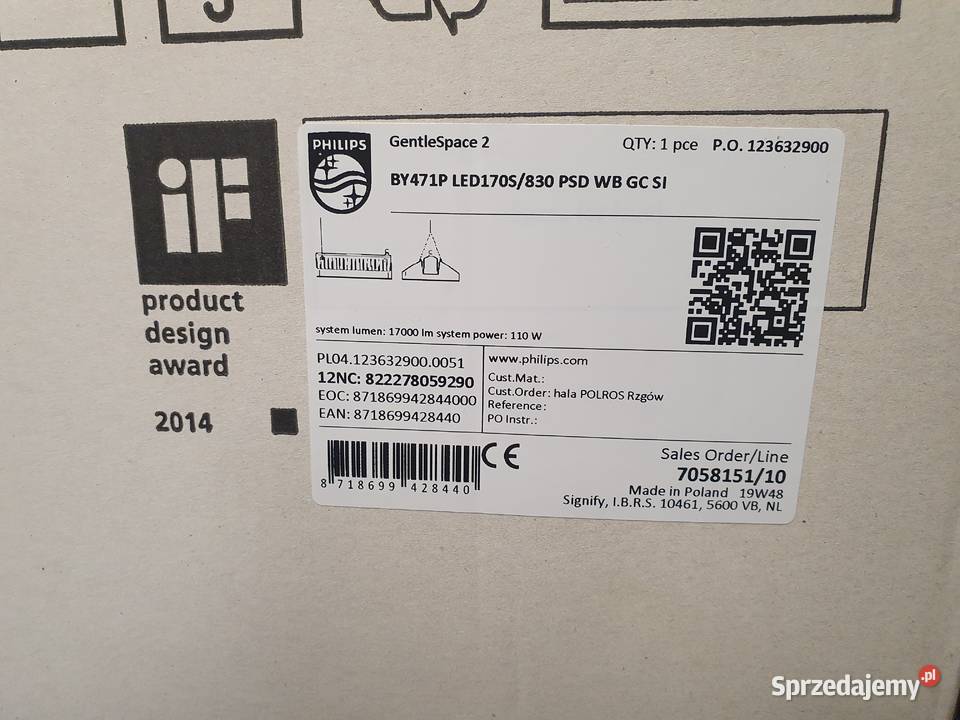 PHILIPS
GentleSpace 2
QTY: 1 pce P.O. 123632900
BY471P LED170S/830 PSD WB GC SI
iF
product
design
award
2014
system lumen: 17000 lm system power: 110 W
PL04.123632900.0051
12NC: 822278059290
EOC: 871869942844000
EAN: 8718699428440
www.philips.com
Cust.Mat.:
Cust.Order: hala POLROS Rzgów
Reference:
PO Instr.:
8 718699 428440
CE
Sales Order/Line
7058151/10
Made in Poland 19W48
Signify, I.B.R.S. 10461, 5600 VB, NL
Sprzedajemy.pl